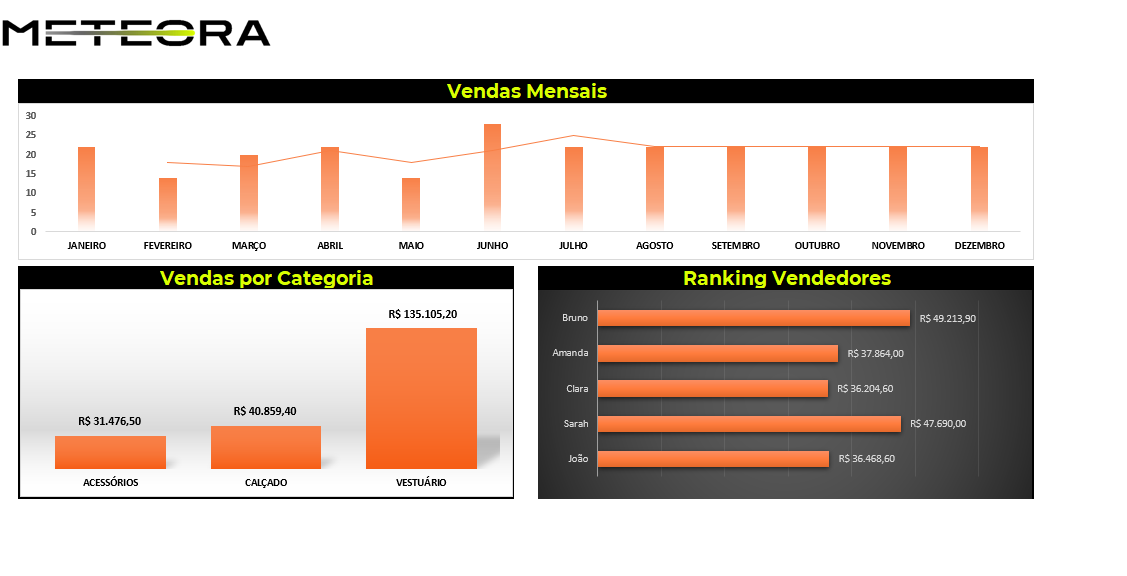 METEORA
Vendas Mensais
30
25
20
15
10
5
0
JANEIRO FEVEREIRO MARÇO ABRIL MAIO JUNHO JULHO AGOSTO SETEMBRO OUTUBRO NOVEMBRO DEZEMBRO
Vendas por Categoria
R$ 135.105,20
R$ 40.859,40
R$ 31.476,50
ACESSÓRIOS CALÇADO VESTUÁRIO
Ranking Vendedores
Bruno R$ 49.213,90
Amanda R$ 37.864,00
Clara R$ 36.204,60
Sarah R$ 47.690,00
João R$ 36.468,60